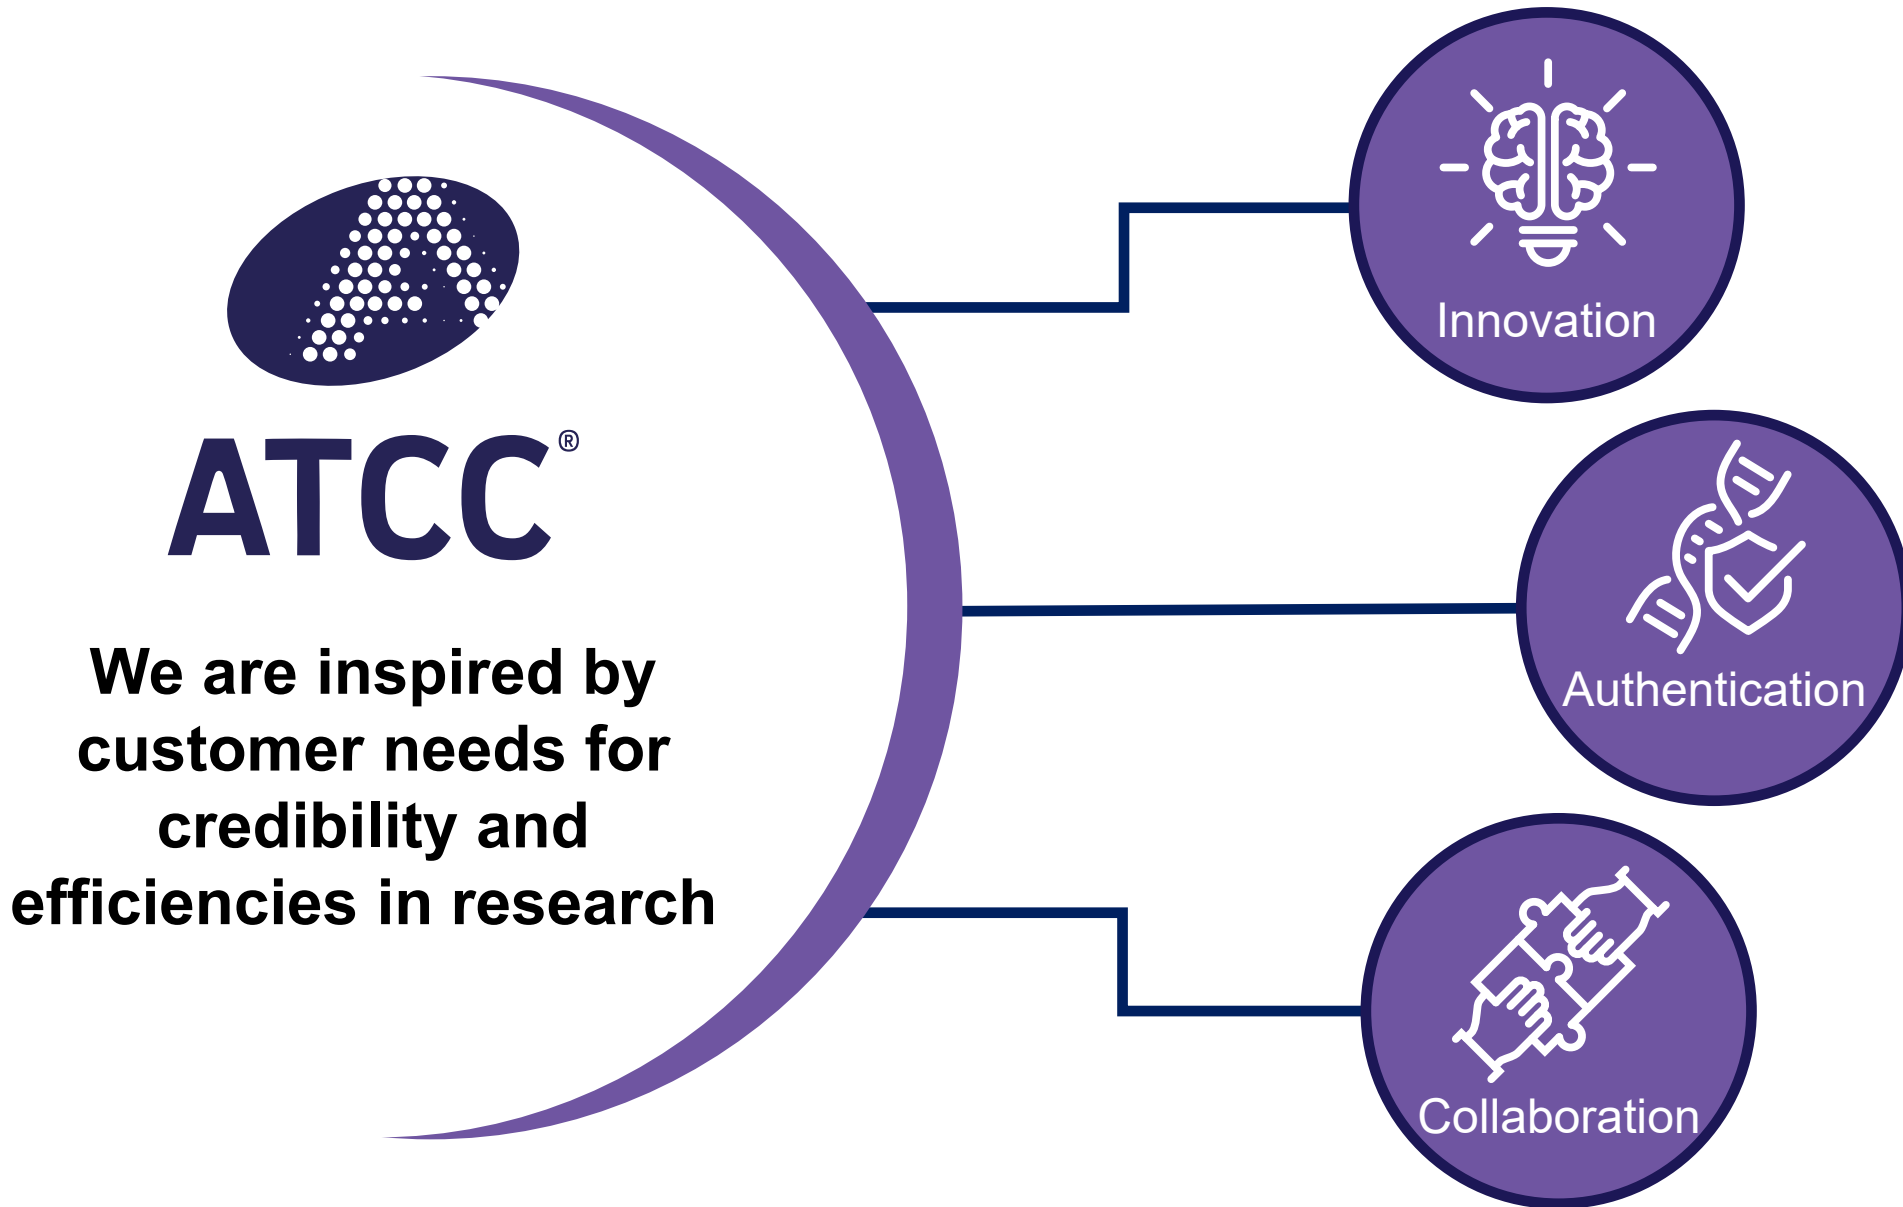 ATCC®
We are inspired by
customer needs for
credibility and
efficiencies in research
Innovation
Authentication
Collaboration